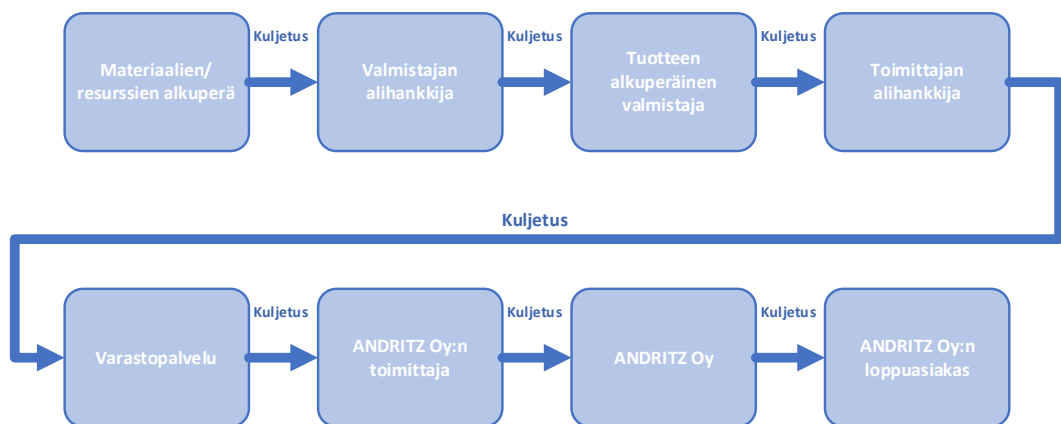 Kuljetus
Kuljetus
Kuljetus
Materiaalien/
resurssien alkuperä
Valmistajan
alihankkija
Tuotteen
alkuperäinen
valmistaja
Toimittajan
alihankkija
Kuljetus
Kuljetus
Kuljetus
Kuljetus
Varastopalvelu
ANDRITZ Oy:n
toimittaja
ANDRITZ Oy
ANDRITZ Oy:n
loppuasiakas